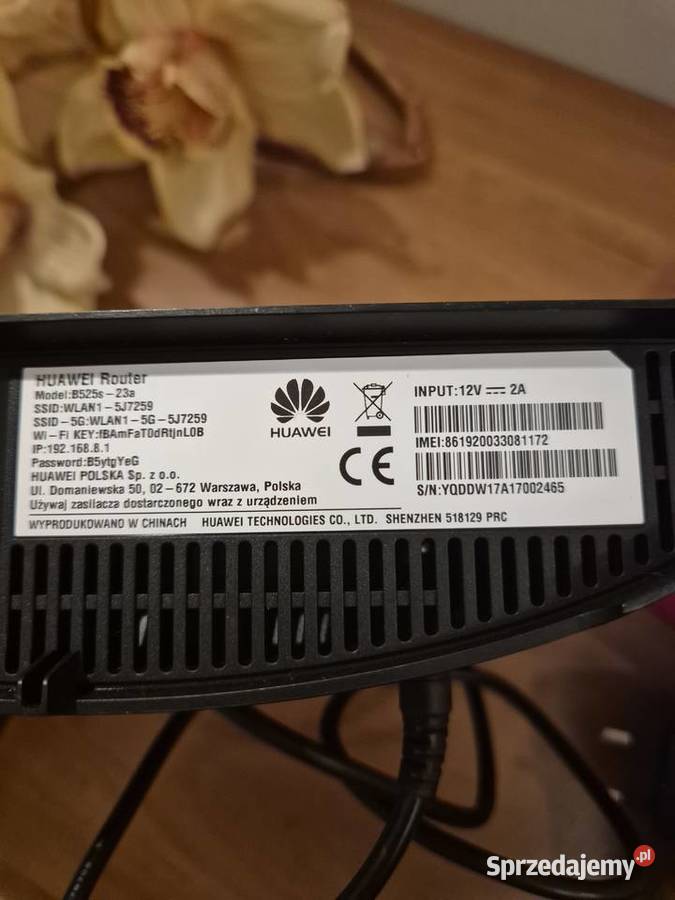 HUAWEI Router
Model:B525s-23a
SSID:WLAN1-5J7259
SSID-5G:WLAN1-5G-5J7259
Wi-Fi KEY:fBAmFaT0dRtjnL0B
IP:192.168.8.1
Password:B5ytgYeG
HUAWEI POLSKA Sp. z o.o.
Ul. Domaniewska 50, 02-672 Warszawa, Polska
Używaj zasilacza dostarczonego wraz z urządzeniem
WYPRODUKOWANO W CHINACH HUAWEI TECHNOLOGIES CO., LTD. SHENZHEN 518129 PRC
HUAWEI
CE
INPUT:12V ⎓ 2A
IMEI:861920033081172
S/N:YQDDW17A17002465
Sprzedajemy.pl